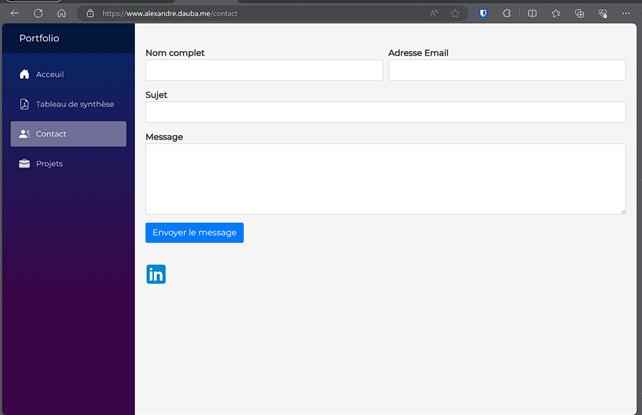 https://www.alexandre.dauba.me/contact
Portfolio
Acceuil
Tableau de synthèse
Contact
Projets
Nom complet
Adresse Email
Sujet
Message
Envoyer le message
in